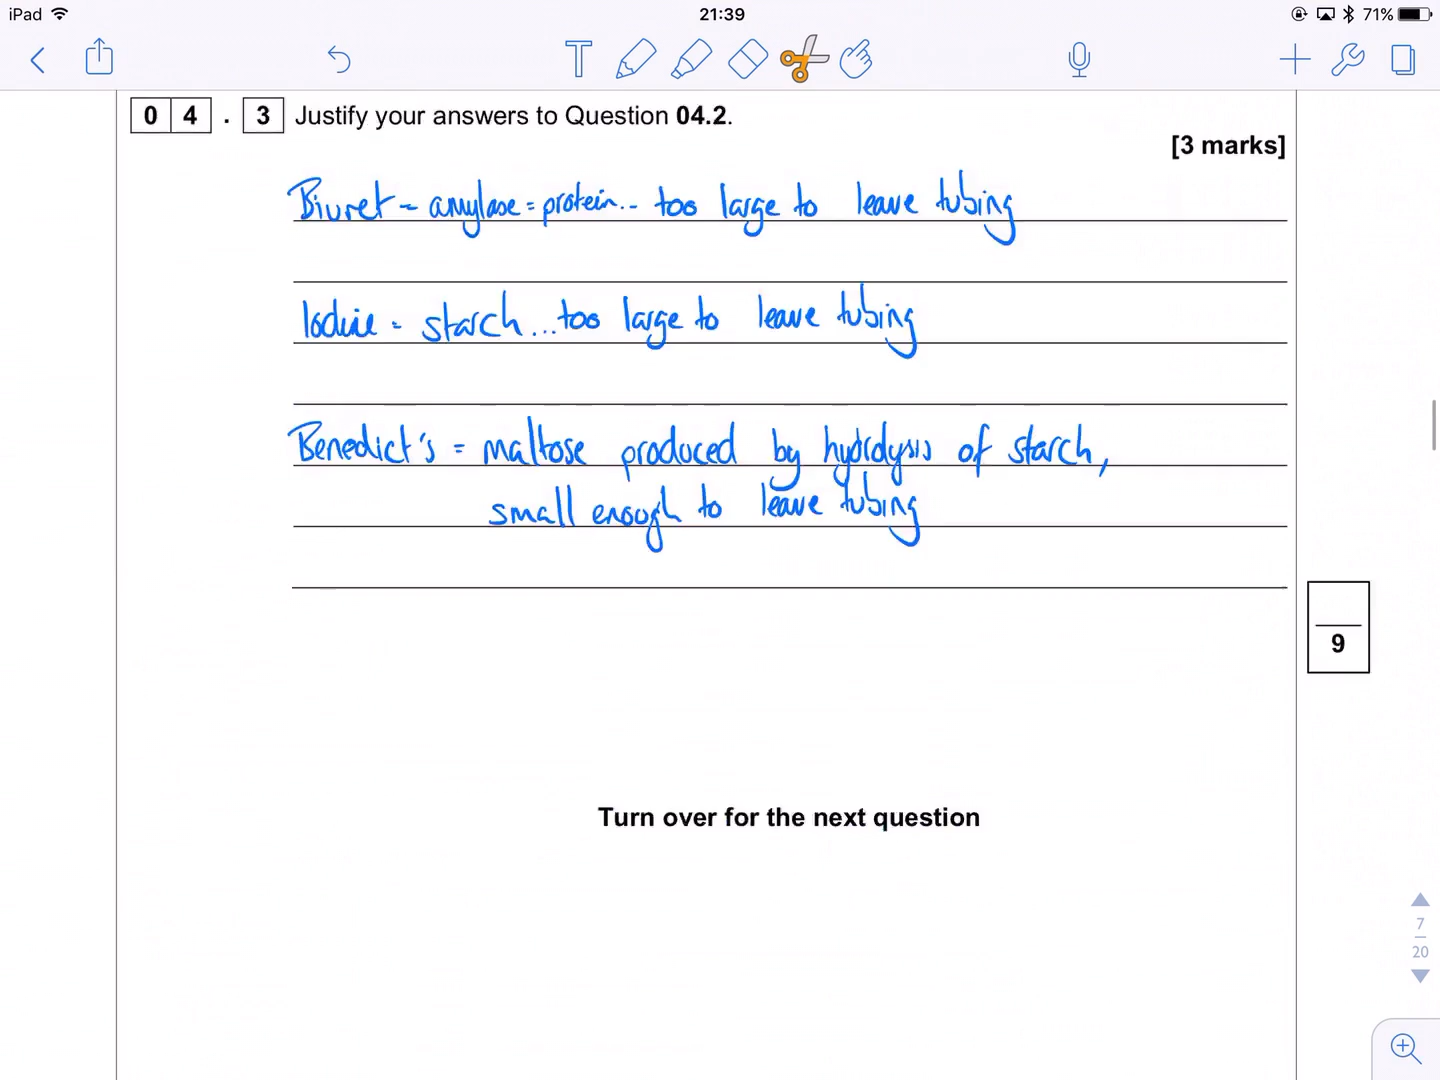 iPad 21:39 71%
0 4 . 3 Justify your answers to Question 04.2.
[3 marks]
Biuret - amylase = protein.. too large to leave tubing
Iodine = starch... too large to leave tubing
Benedict's = maltose produced by hydrolysis of starch,
small enough to leave tubing
9
Turn over for the next question
7
20